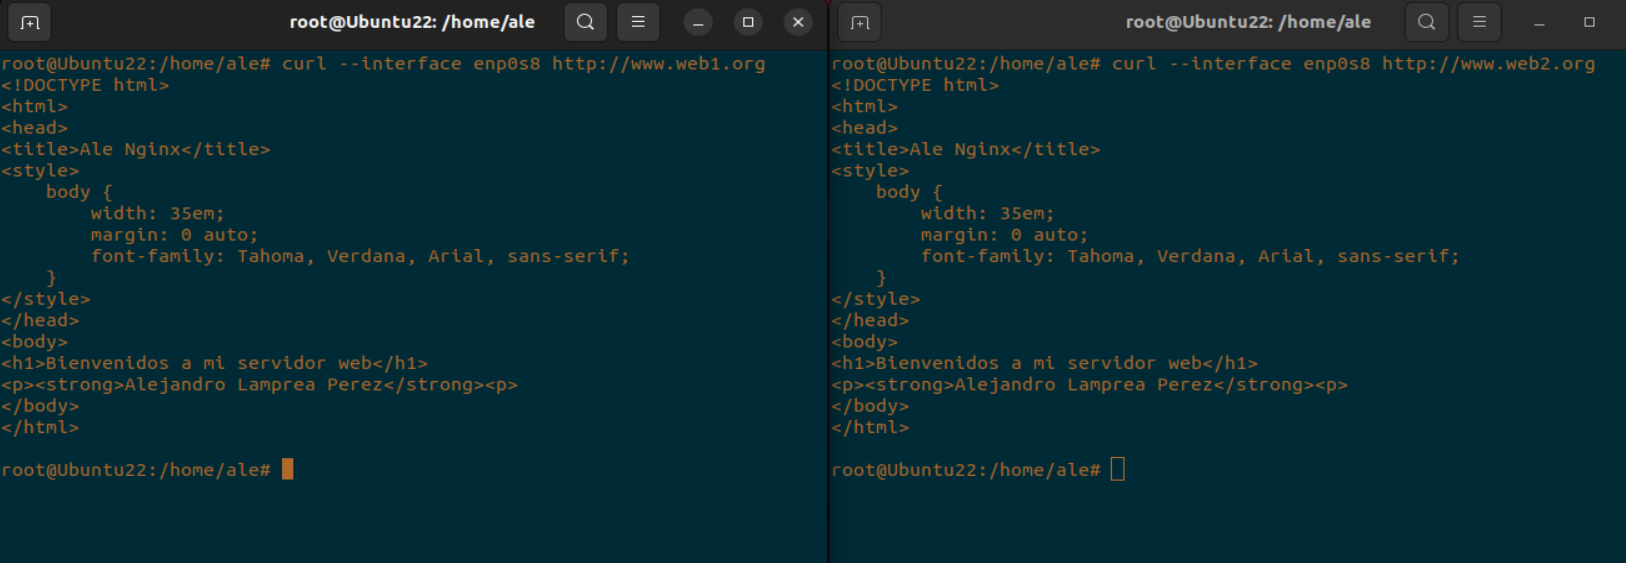 root@Ubuntu22: /home/ale
root@Ubuntu22:/home/ale# curl --interface enp0s8 http://www.web1.org
<!DOCTYPE html>
<html>
<head>
<title>Ale Nginx</title>
<style>
    body {
        width: 35em;
        margin: 0 auto;
        font-family: Tahoma, Verdana, Arial, sans-serif;
    }
</style>
</head>
<body>
<h1>Bienvenidos a mi servidor web</h1>
<p><strong>Alejandro Lamprea Perez</strong><p>
</body>
</html>
root@Ubuntu22:/home/ale#
root@Ubuntu22: /home/ale
root@Ubuntu22:/home/ale# curl --interface enp0s8 http://www.web2.org
<!DOCTYPE html>
<html>
<head>
<title>Ale Nginx</title>
<style>
    body {
        width: 35em;
        margin: 0 auto;
        font-family: Tahoma, Verdana, Arial, sans-serif;
    }
</style>
</head>
<body>
<h1>Bienvenidos a mi servidor web</h1>
<p><strong>Alejandro Lamprea Perez</strong><p>
</body>
</html>
root@Ubuntu22:/home/ale#